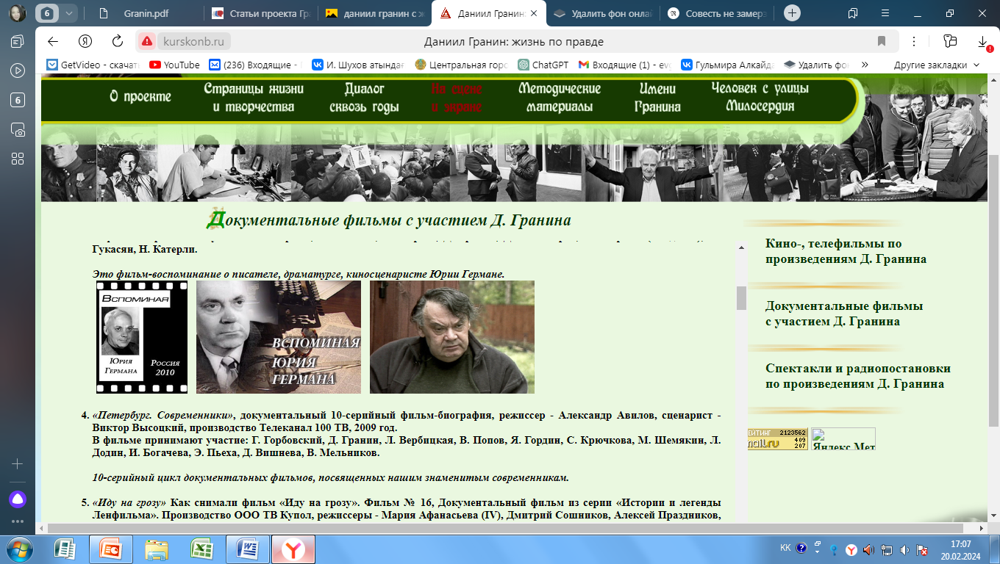 6
Granin.pdf
Статьи проекта Гра
даниил гранин с ж
Даниил Гранин:
Удалить фон онлай
Совесть не замерз
kurskonb.ru
Даниил Гранин: жизнь по правде
GetVideo - скачать
YouTube
(236) Входящие -
И. Шухов атындағ
Центральная горо
ChatGPT
Входящие (1) - evg
Гульмира Алкайда
Удалить фон
Другие закладки
6
О проекте
Страницы жизни
и творчества
Диалог
сквозь годы
На сцене
и экране
Методические
материалы
Имени
Гранина
Человек с улицы
Милосердия
Документальные фильмы с участием Д. Гранина
Гукасян, Н. Катерли.
Это фильм-воспоминание о писателе, драматурге, киносценаристе Юрии Германе.
Вспоминая
Юрия
Германа
Россия
2010
ВСПОМИНАЯ
ЮРИЯ
ГЕРМАНА
4. «Петербург. Современники», документальный 10-серийный фильм-биография, режиссер - Александр Авилов, сценарист -
Виктор Высоцкий, производство Телеканал 100 ТВ, 2009 год.
В фильме принимают участие: Г. Горбовский, Д. Гранин, Л. Вербицкая, В. Попов, Я. Гордин, С. Крючкова, М. Шемякин, Л.
Додин, И. Богачева, Э. Пьеха, Д. Вишнева, В. Мельников.
10-серийный цикл документальных фильмов, посвященных нашим знаменитым современникам.
5. «Иду на грозу» Как снимали фильм «Иду на грозу». Фильм № 16, Документальный фильм из серии «Истории и легенды
Ленфильма». Производство ООО ТВ Купол, режиссеры - Мария Афанасьева (IV), Дмитрий Сошников, Алексей Праздников,
Кино-, телефильмы по
произведениям Д. Гранина
Документальные фильмы
с участием Д. Гранина
Спектакли и радиопостановки
по произведениям Д. Гранина
ЕЙТИНГ 2123562
mail.ru 409
207
Яндекс.Мет
KK
17:07
20.02.2024